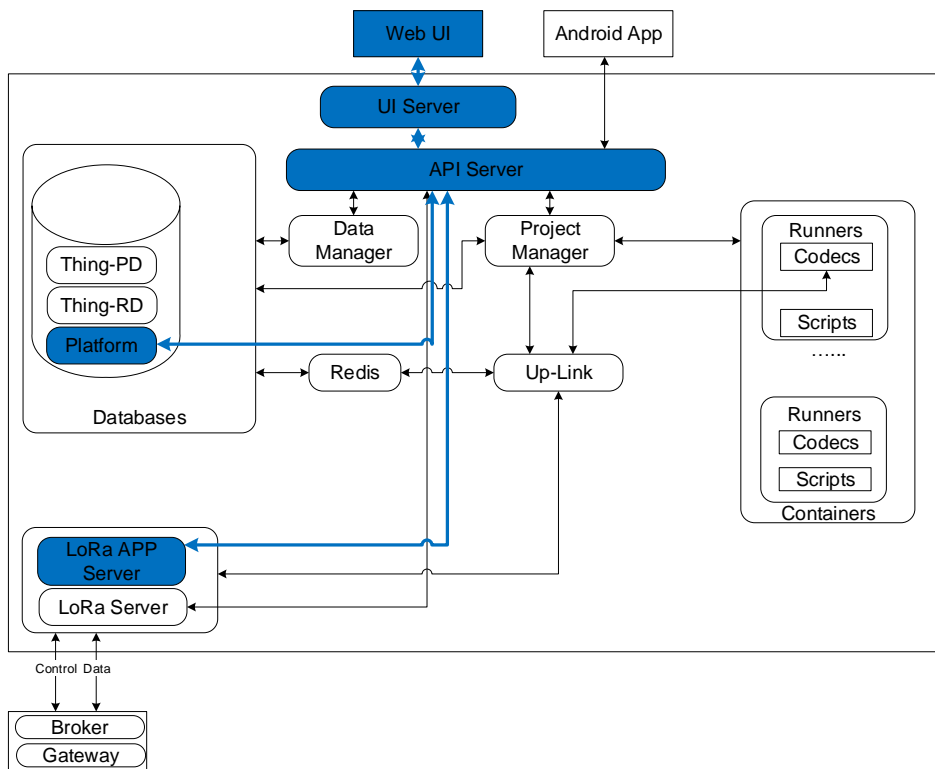 Web UI
Android App
UI Server
API Server
Data
Manager
Project
Manager
Thing-PD
Thing-RD
Platform
Databases
Redis
Up-Link
Runners
Codecs
Scripts
......
Runners
Codecs
Scripts
Containers
LoRa APP
Server
LoRa Server
Control
Data
Broker
Gateway